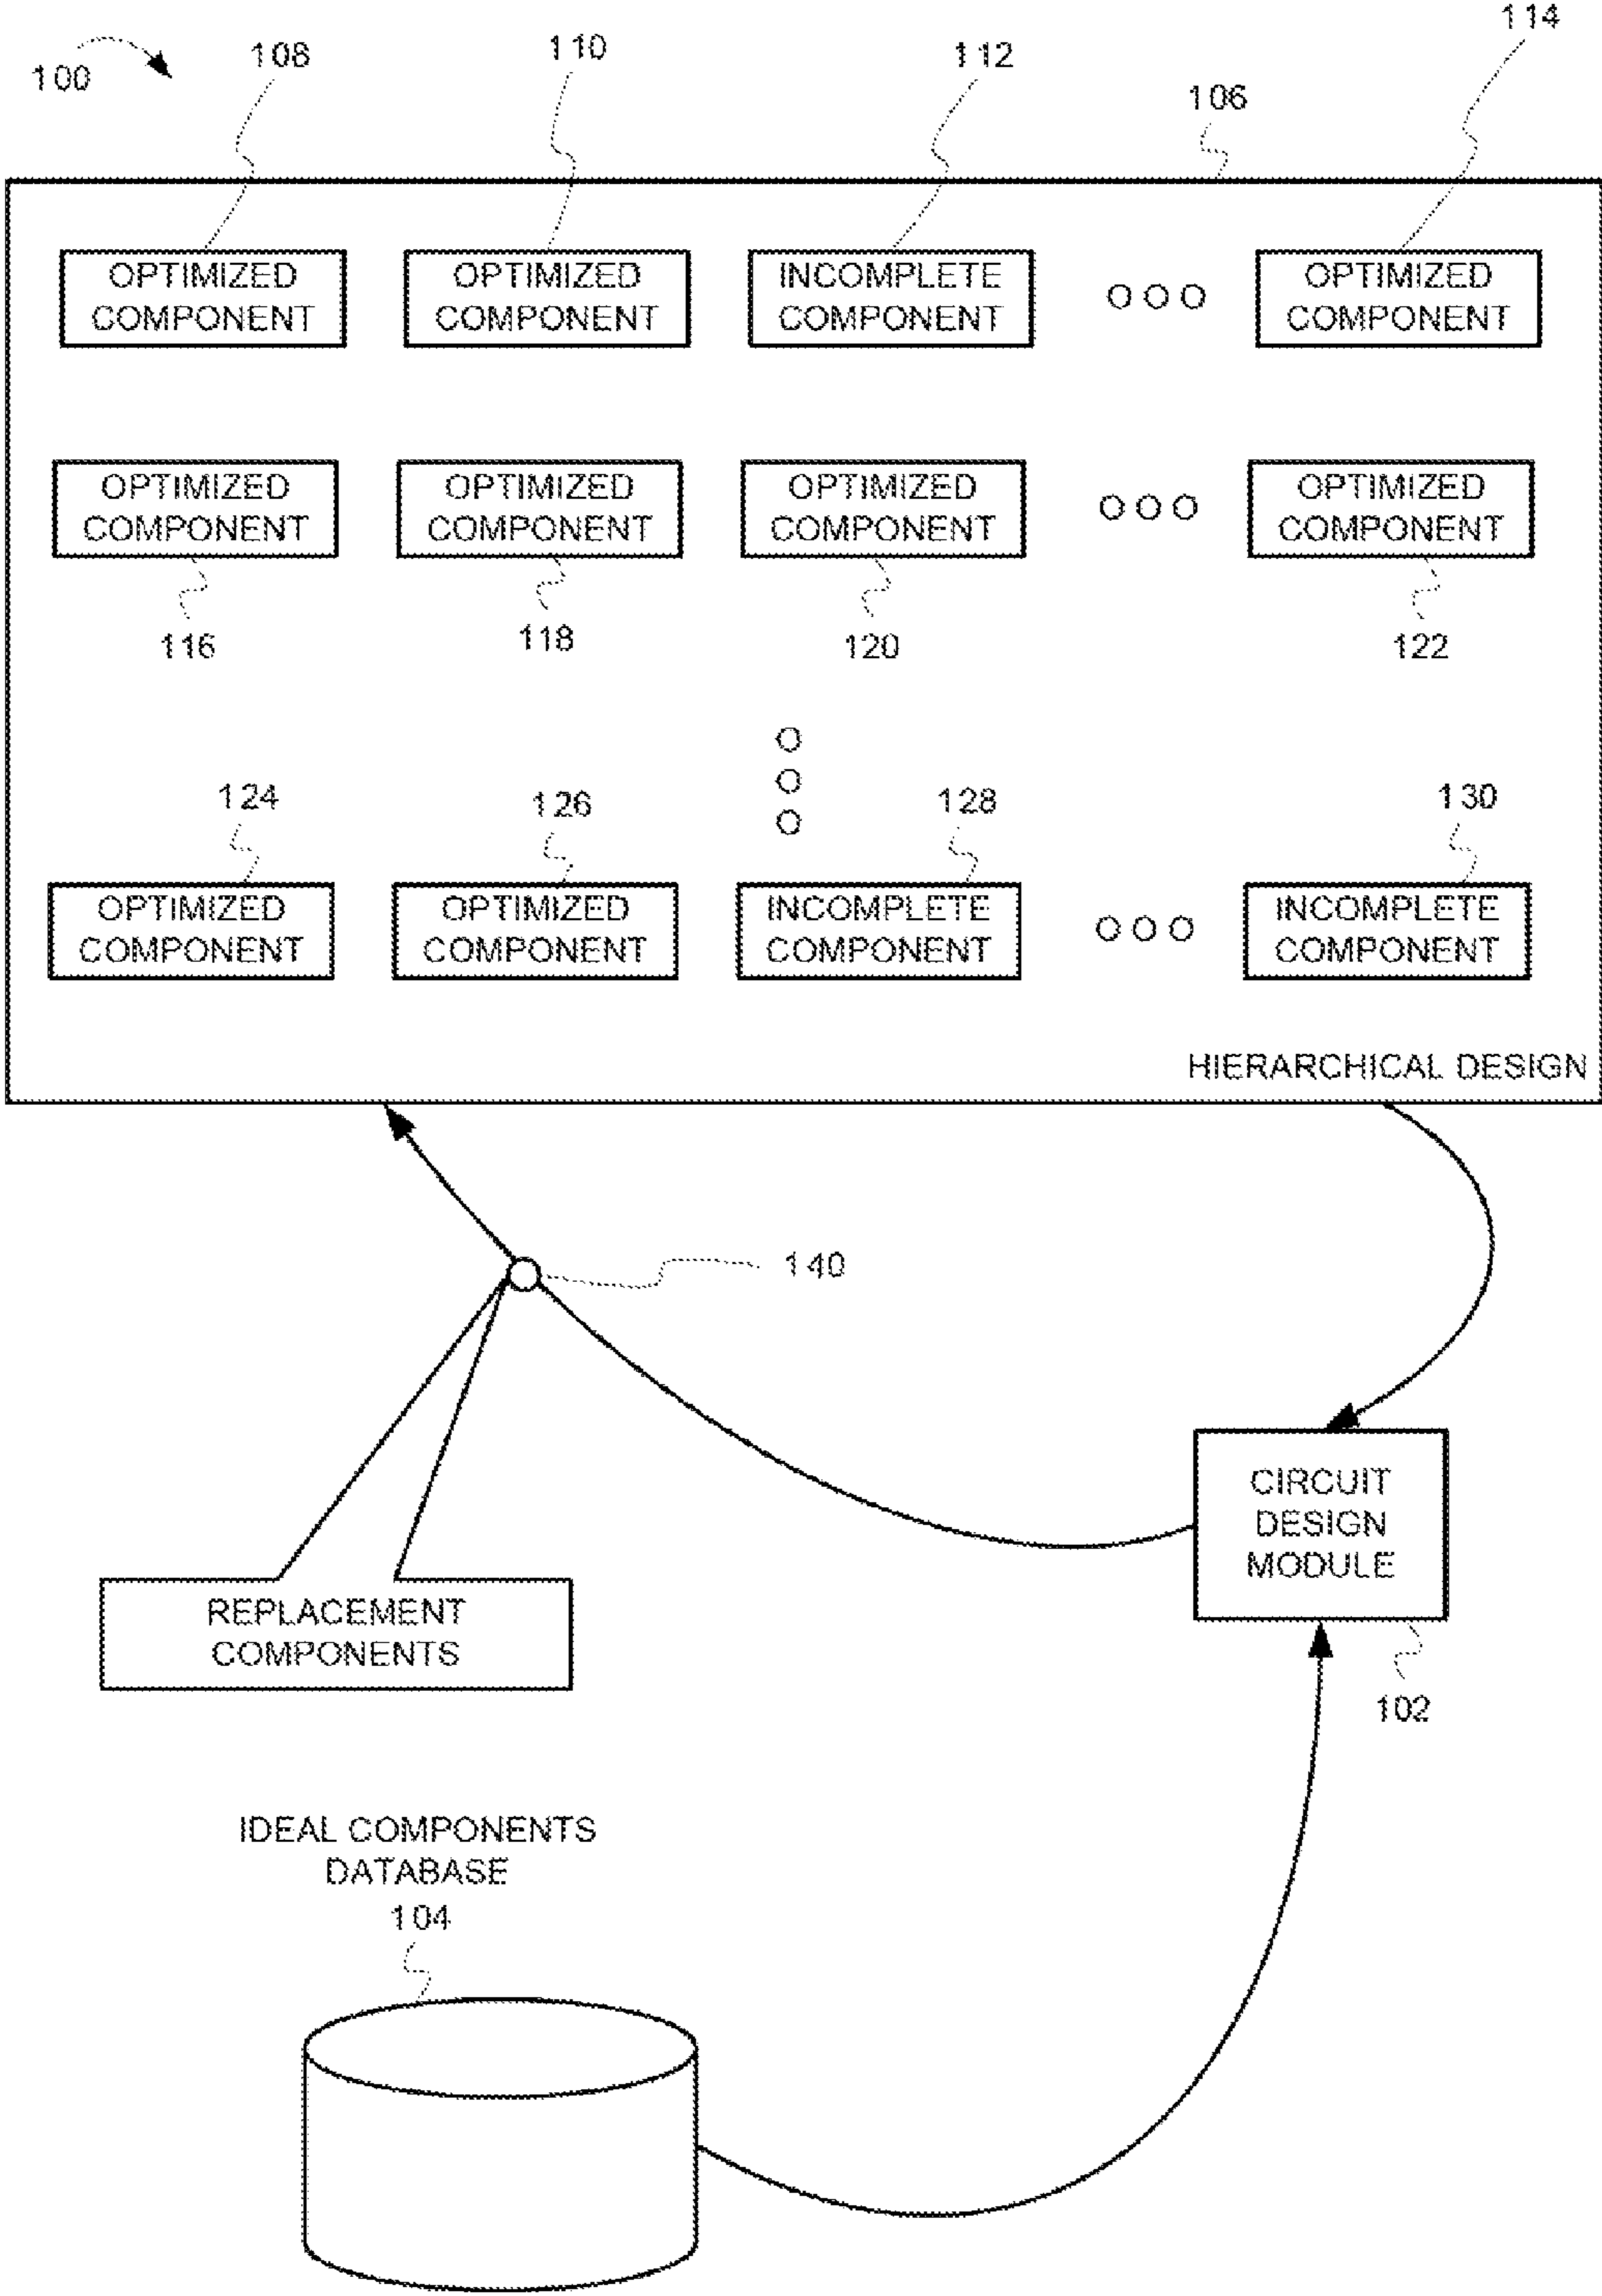 100
108
110
112
114
106
OPTIMIZED
COMPONENT
OPTIMIZED
COMPONENT
INCOMPLETE
COMPONENT
OPTIMIZED
COMPONENT
OPTIMIZED
COMPONENT
OPTIMIZED
COMPONENT
OPTIMIZED
COMPONENT
OPTIMIZED
COMPONENT
116
118
120
122
124
126
128
130
OPTIMIZED
COMPONENT
OPTIMIZED
COMPONENT
INCOMPLETE
COMPONENT
INCOMPLETE
COMPONENT
HIERARCHICAL DESIGN
140
CIRCUIT
DESIGN
MODULE
REPLACEMENT
COMPONENTS
102
IDEAL COMPONENTS
DATABASE
104